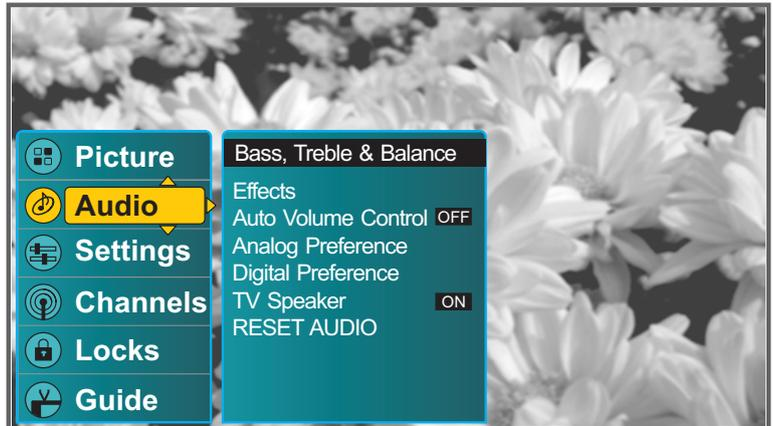 Picture
Audio
Settings
Channels
Locks
Guide
Bass, Treble & Balance
Effects
Auto Volume Control OFF
Analog Preference
Digital Preference
TV Speaker ON
RESET AUDIO